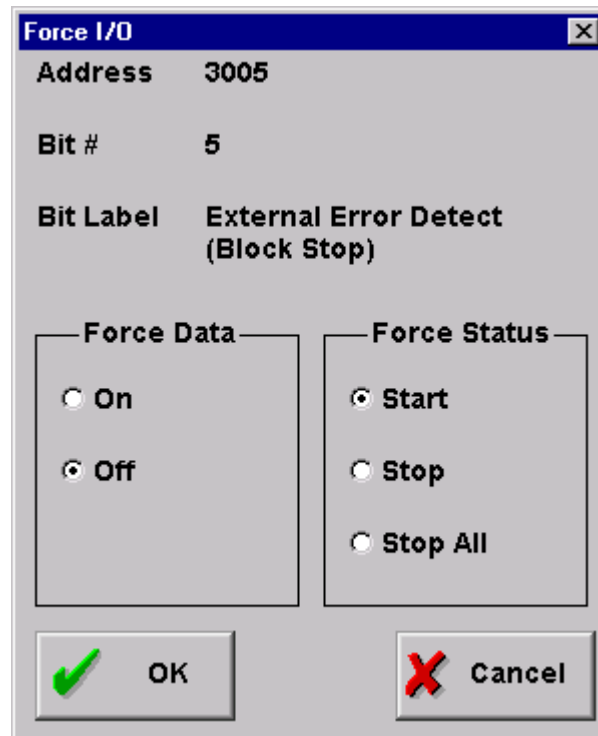 Force I/O
Address 3005
Bit # 5
Bit Label External Error Detect
(Block Stop)
Force Data
On
Off
Force Status
Start
Stop
Stop All
OK
Cancel